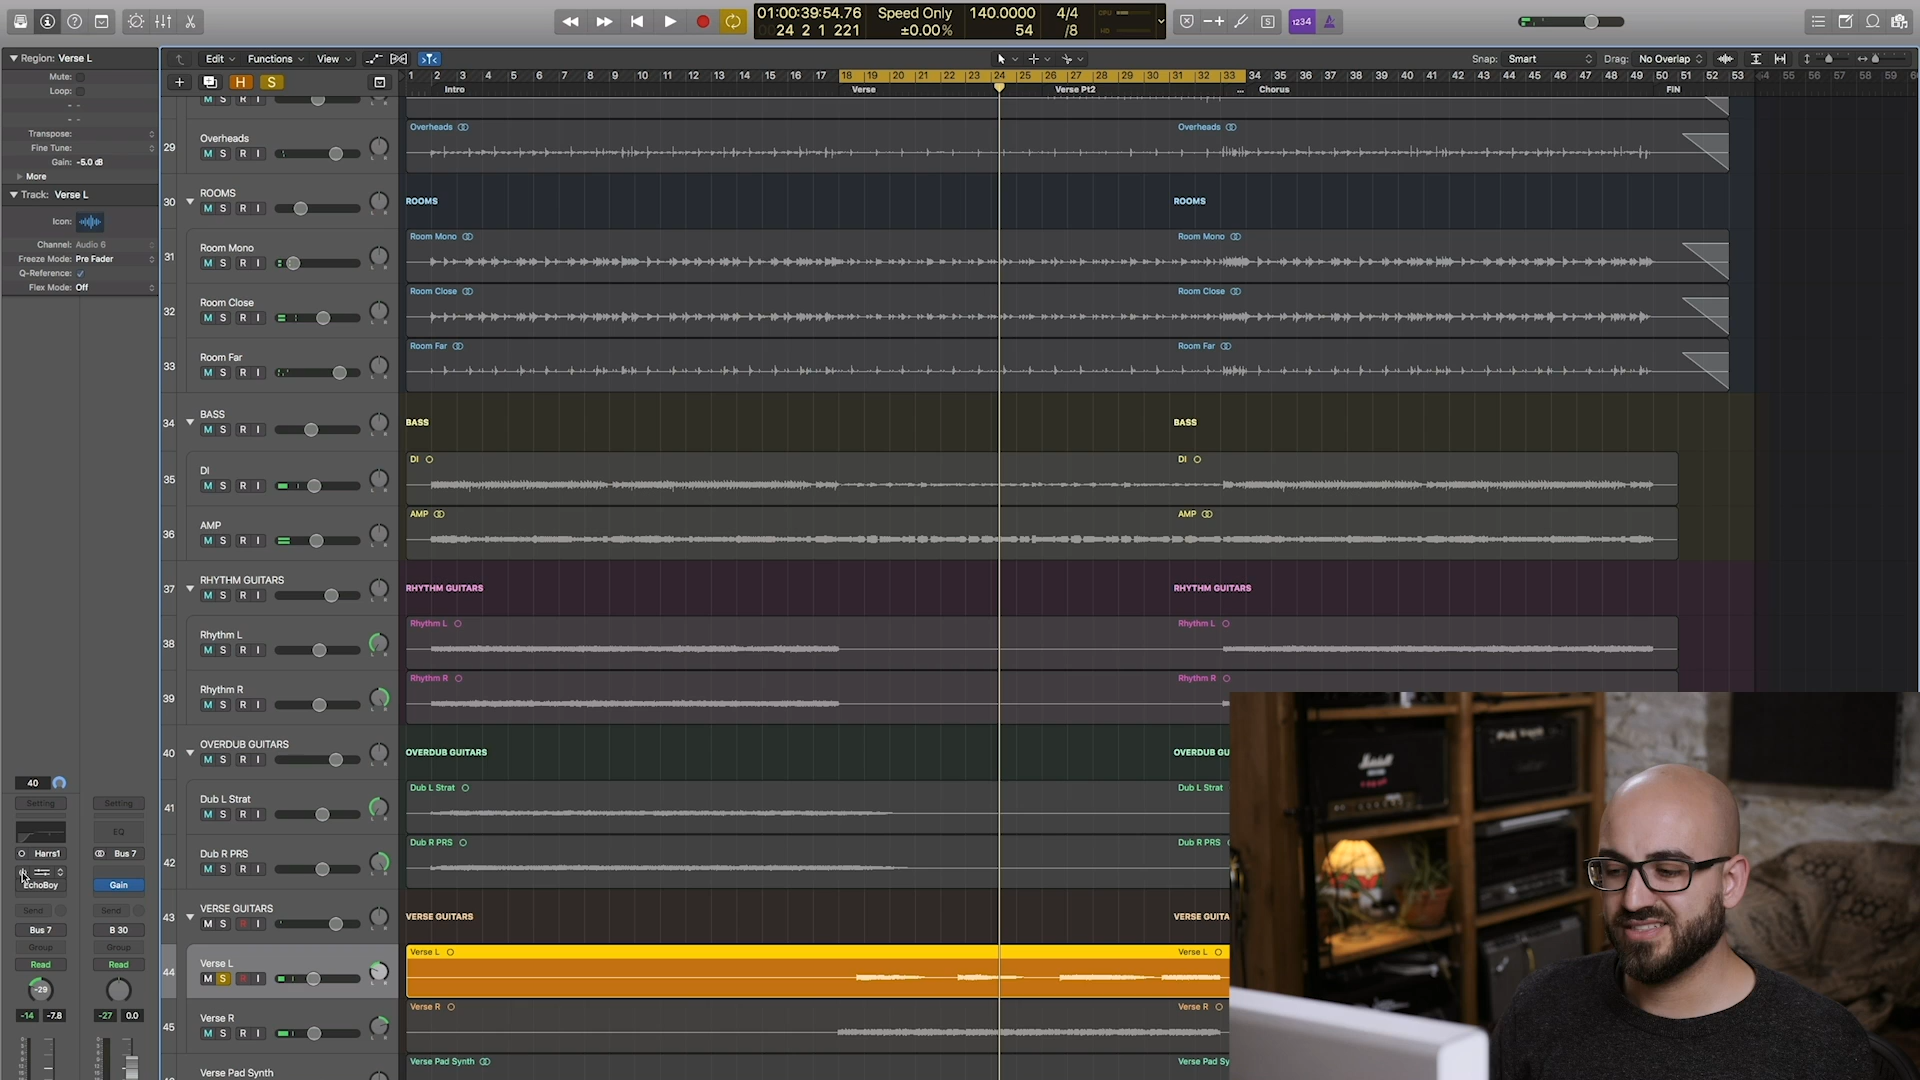 01:00:39:54.76 Speed Only 140.0000 4/4
24 2 1 221 ±0.00% 54 /8
1234
Region: Verse L
Mute:
Loop:
Transpose:
Fine Tune:
Gain: -5.0 dB
More
Track: Verse L
Icon:
Channel: Audio 6
Freeze Mode: Pre Fader
Q-Reference:
Flex Mode: Off
Edit Functions View
Snap: Smart Drag: No Overlap
H S
1 2 3 4 5 6 7 8 9 10 11 12 13 14 15 16 17 18 19 20 21 22 23 24 25 26 27 28 29 30 31 32 33 34 35 36 37 38 39 40 41 42 43 44 45 46 47 48 49 50 51 52 53 54 55 56 57 58 59
Intro Verse Verse Pt2 ... Chorus FIN
M S R I
29 Overheads M S R I Overheads Overheads
30 ROOMS M S R I ROOMS ROOMS
31 Room Mono M S R I Room Mono Room Mono
32 Room Close M S R I Room Close Room Close
33 Room Far M S R I Room Far Room Far
34 BASS M S R I BASS BASS
35 DI M S R I DI DI
36 AMP M S R I AMP AMP
37 RHYTHM GUITARS M S R I RHYTHM GUITARS RHYTHM GUITARS
38 Rhythm L M S R I Rhythm L Rhythm L
39 Rhythm R M S R I Rhythm R Rhythm R
40 OVERDUB GUITARS M S R I OVERDUB GUITARS OVERDUB GU
41 Dub L Strat M S R I Dub L Strat Dub L Strat
42 Dub R PRS M S R I Dub R PRS Dub R PRS
43 VERSE GUITARS M S R I VERSE GUITARS VERSE GUITA
44 Verse L M S R I Verse L Verse L
45 Verse R M S R I Verse R Verse R
Verse Pad Synth Verse Pad Synth Verse Pad Sy
40
Setting Setting
EQ
Harrs1 Bus 7
EchoBoy Gain
Send Send
Bus 7 B 30
Group Group
Read Read
-29
-14 -7.8 -27 0.0
Marshall